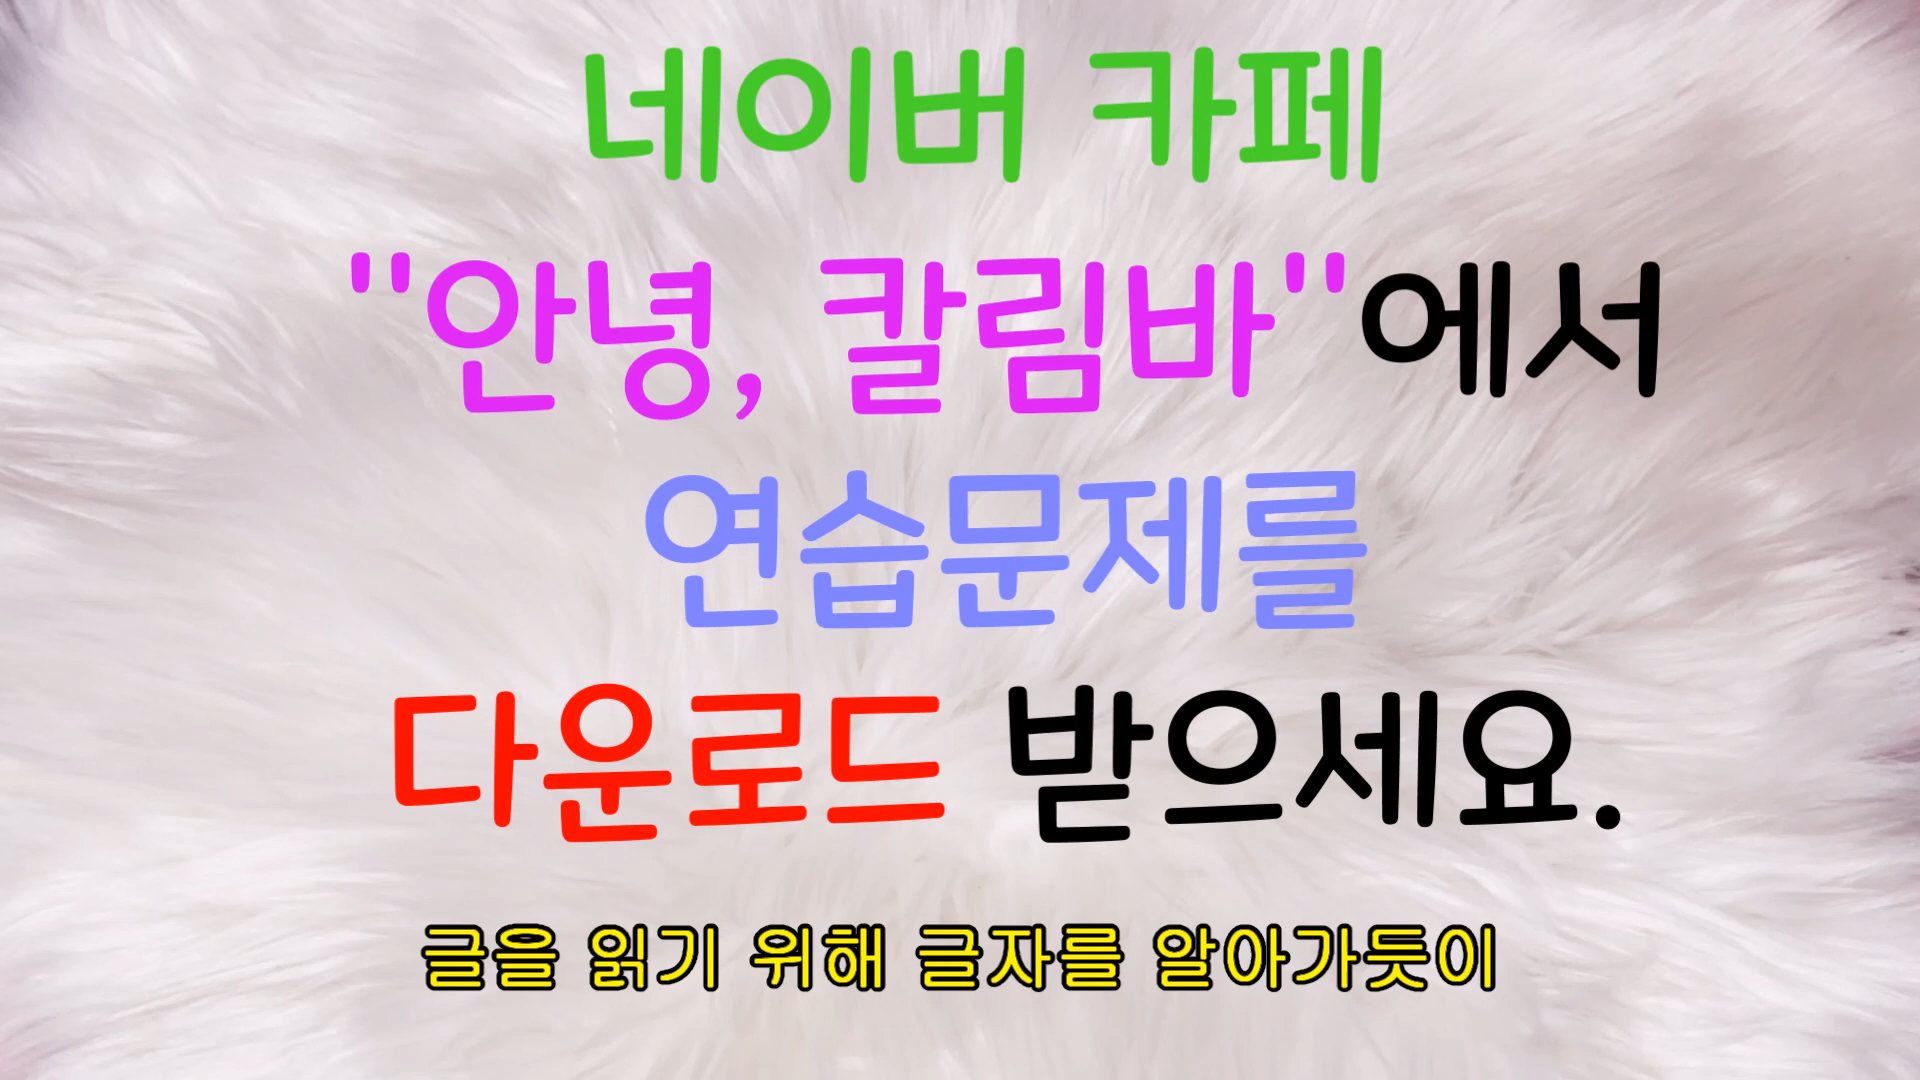 네이버 카페
"안녕, 칼림바"에서
연습문제를
다운로드 받으세요.
글을 읽기 위해 글자를 알아가듯이